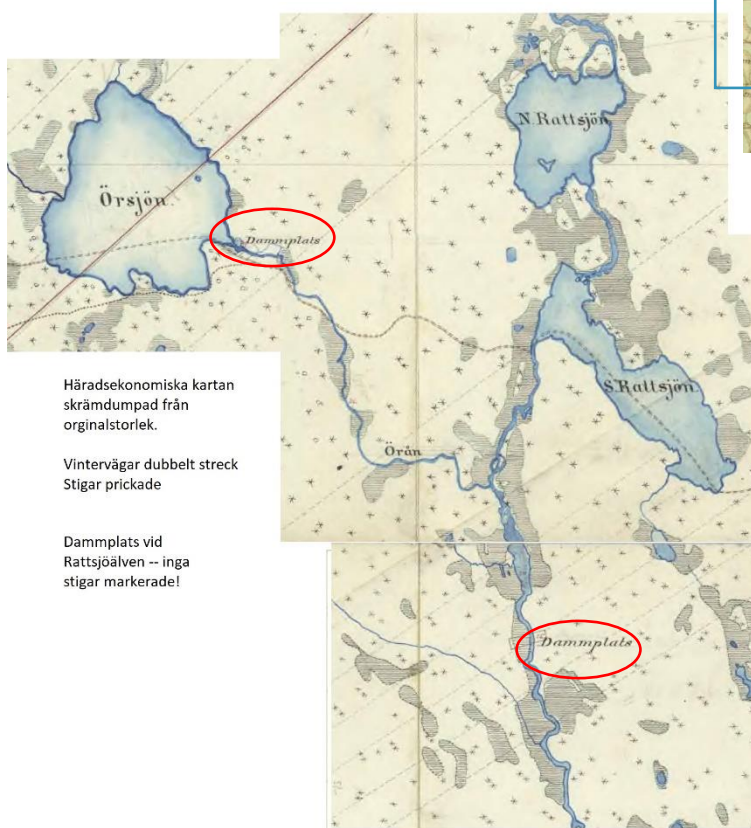 N. Rattsjön
Örsjön.
Dammplats
S. Rattsjön.
Örån
Häradsekonomiska kartan
skrämdumpad från
orginalstorlek.
Vintervägar dubbelt streck
Stigar prickade
Dammplats vid
Rattsjöälven -- inga
stigar markerade!
Dammplats